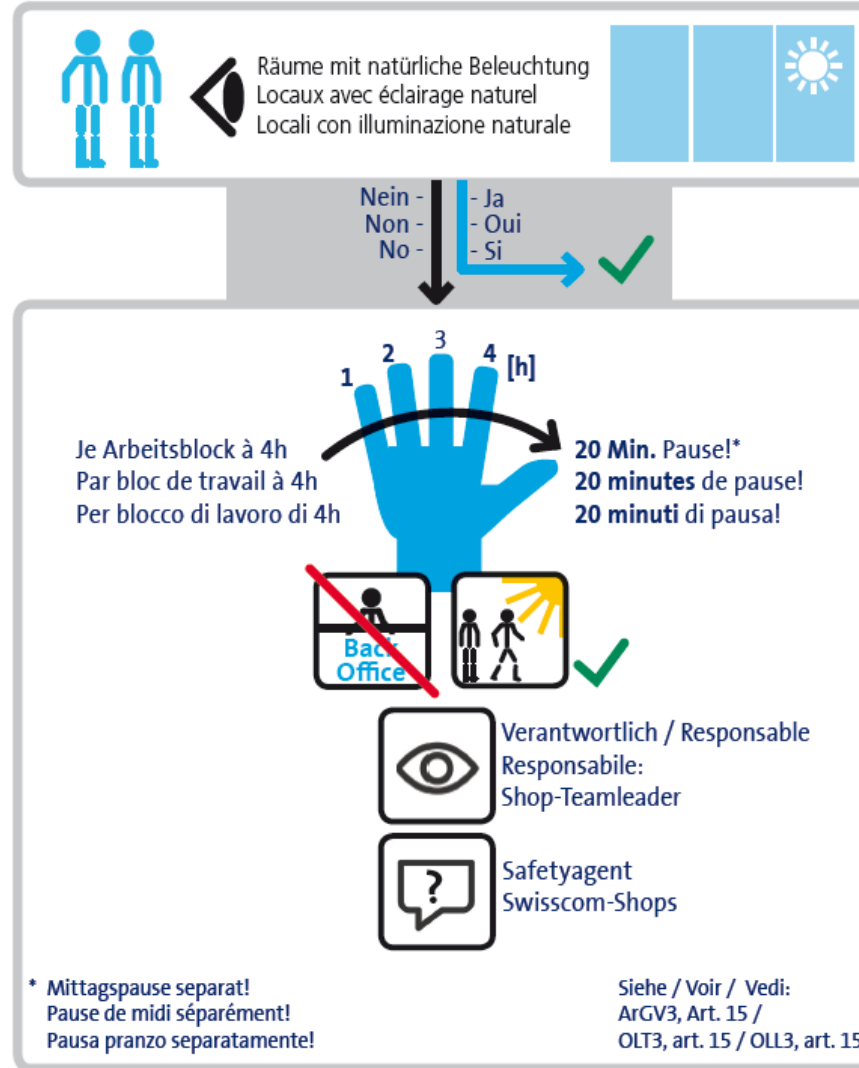 Räume mit natürliche Beleuchtung
Locaux avec éclairage naturel
Locali con illuminazione naturale
Nein - - Ja
Non - - Oui
No - - Si
1 2 3 4 [h]
Je Arbeitsblock à 4h
Par bloc de travail à 4h
Per blocco di lavoro di 4h
20 Min. Pause!*
20 minutes de pause!
20 minuti di pausa!
Back
Office
Verantwortlich / Responsable
Responsabile:
Shop-Teamleader
?
Safetyagent
Swisscom-Shops
* Mittagspause separat!
Pause de midi séparément!
Pausa pranzo separatamente!
Siehe / Voir / Vedi:
ArGV3, Art. 15 /
OLT3, art. 15 / OLL3, art. 15